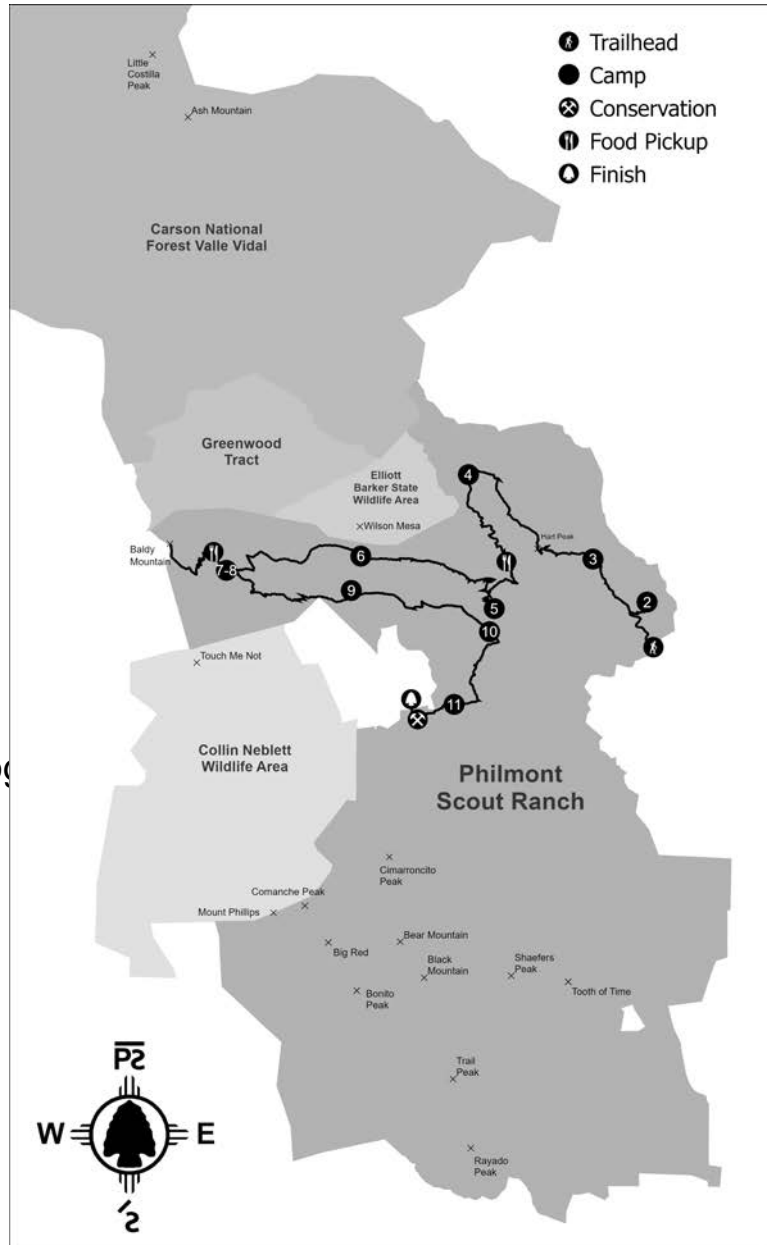 Little
Costilla
Peak
Ash Mountain
Trailhead
Camp
Conservation
Food Pickup
Finish
Carson National
Forest Valle Vidal
Greenwood
Tract
Elliott
Barker State
Wildlife Area
Wilson Mesa
Baldy
Mountain
4
Hart Peak
3
2
6
7-8
9
5
10
11
Touch Me Not
Collin Neblett
Wildlife Area
Philmont
Scout Ranch
Cimarroncito
Peak
Comanche Peak
Mount Phillips
Big Red
Bear Mountain
Black
Mountain
Bonito
Peak
Shaefers
Peak
Tooth of Time
Trail
Peak
Rayado
Peak
W
E